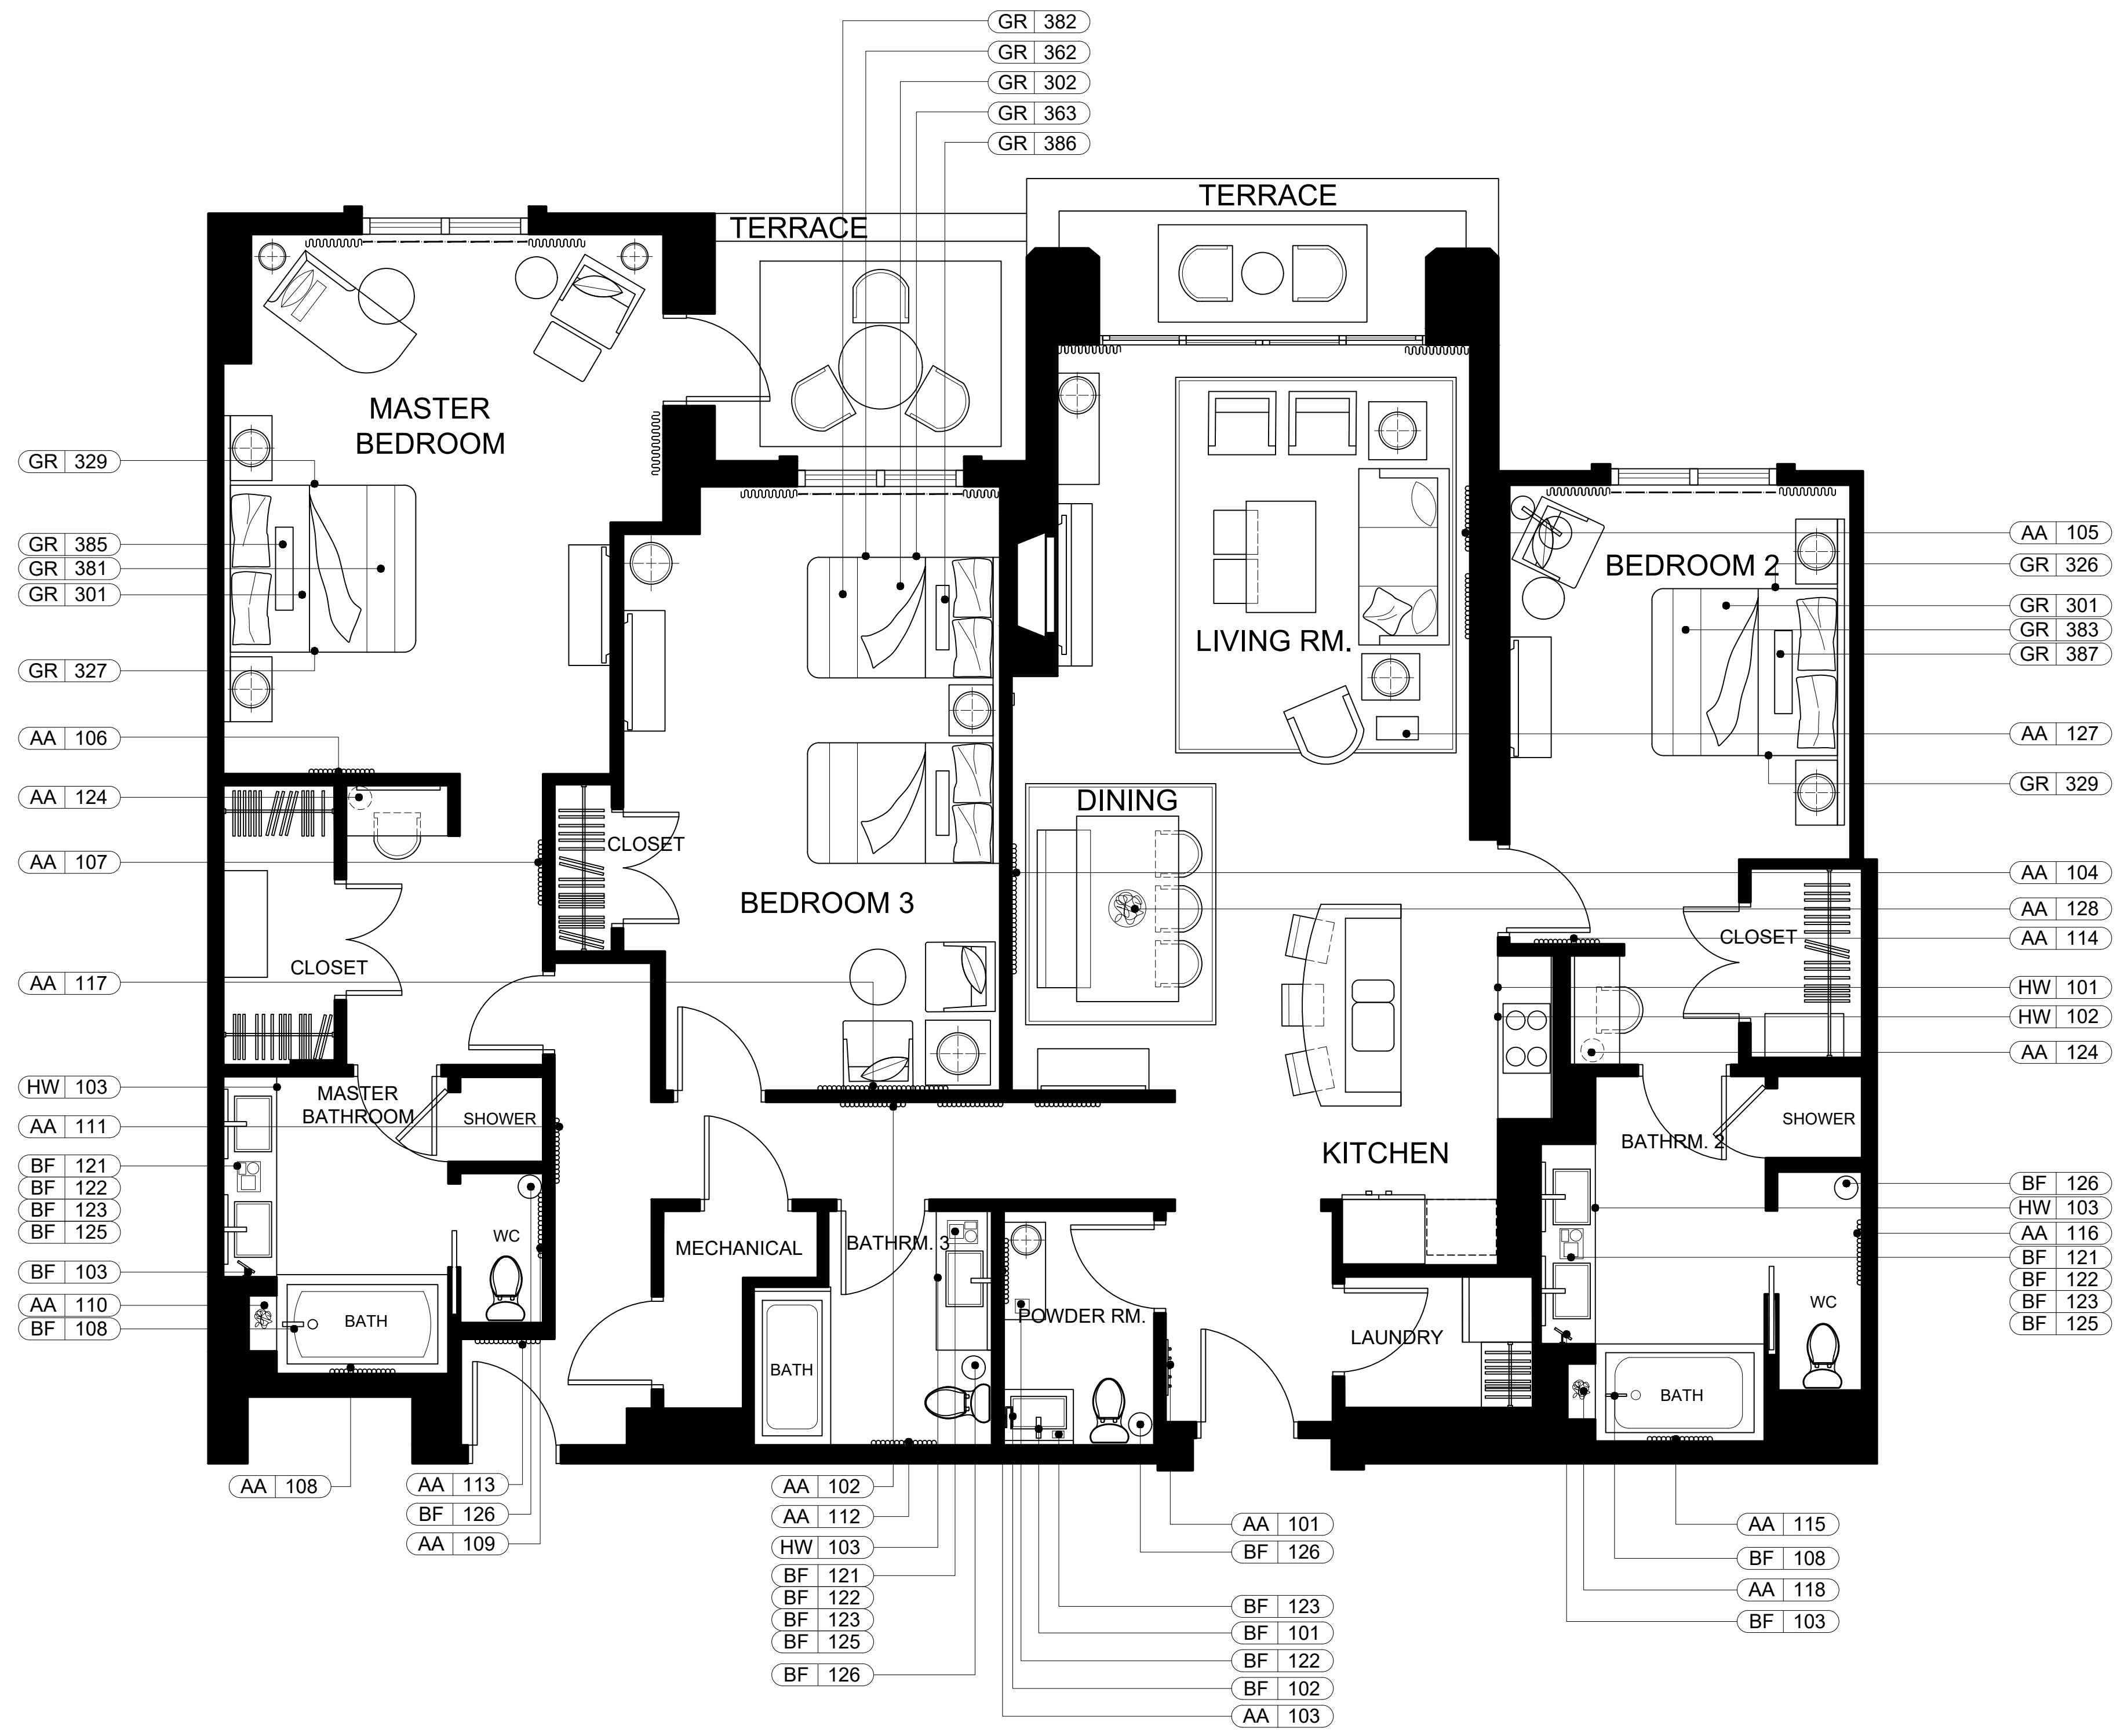 GR 382
GR 362
GR 302
GR 363
GR 386
TERRACE
TERRACE
MASTER
BEDROOM
GR 329
GR 385
GR 381
GR 301
GR 327
AA 106
AA 124
AA 107
AA 117
HW 103
AA 111
BF 121
BF 122
BF 123
BF 125
BF 103
AA 110
BF 108
LIVING RM.
BEDROOM 2
DINING
CLOSET
BEDROOM 3
CLOSET
CLOSET
MASTER
BATHROOM
SHOWER
KITCHEN
BATHRM. 2
SHOWER
WC
MECHANICAL
BATHRM. 3
POWDER RM.
LAUNDRY
WC
BATH
BATH
BATH
AA 105
GR 326
GR 301
GR 383
GR 387
AA 127
GR 329
AA 104
AA 128
AA 114
HW 101
HW 102
AA 124
BF 126
HW 103
AA 116
BF 121
BF 122
BF 123
BF 125
AA 108
AA 113
BF 126
AA 109
AA 102
AA 112
HW 103
BF 121
BF 122
BF 123
BF 125
BF 126
AA 101
BF 126
BF 123
BF 101
BF 122
BF 102
AA 103
AA 115
BF 108
AA 118
BF 103